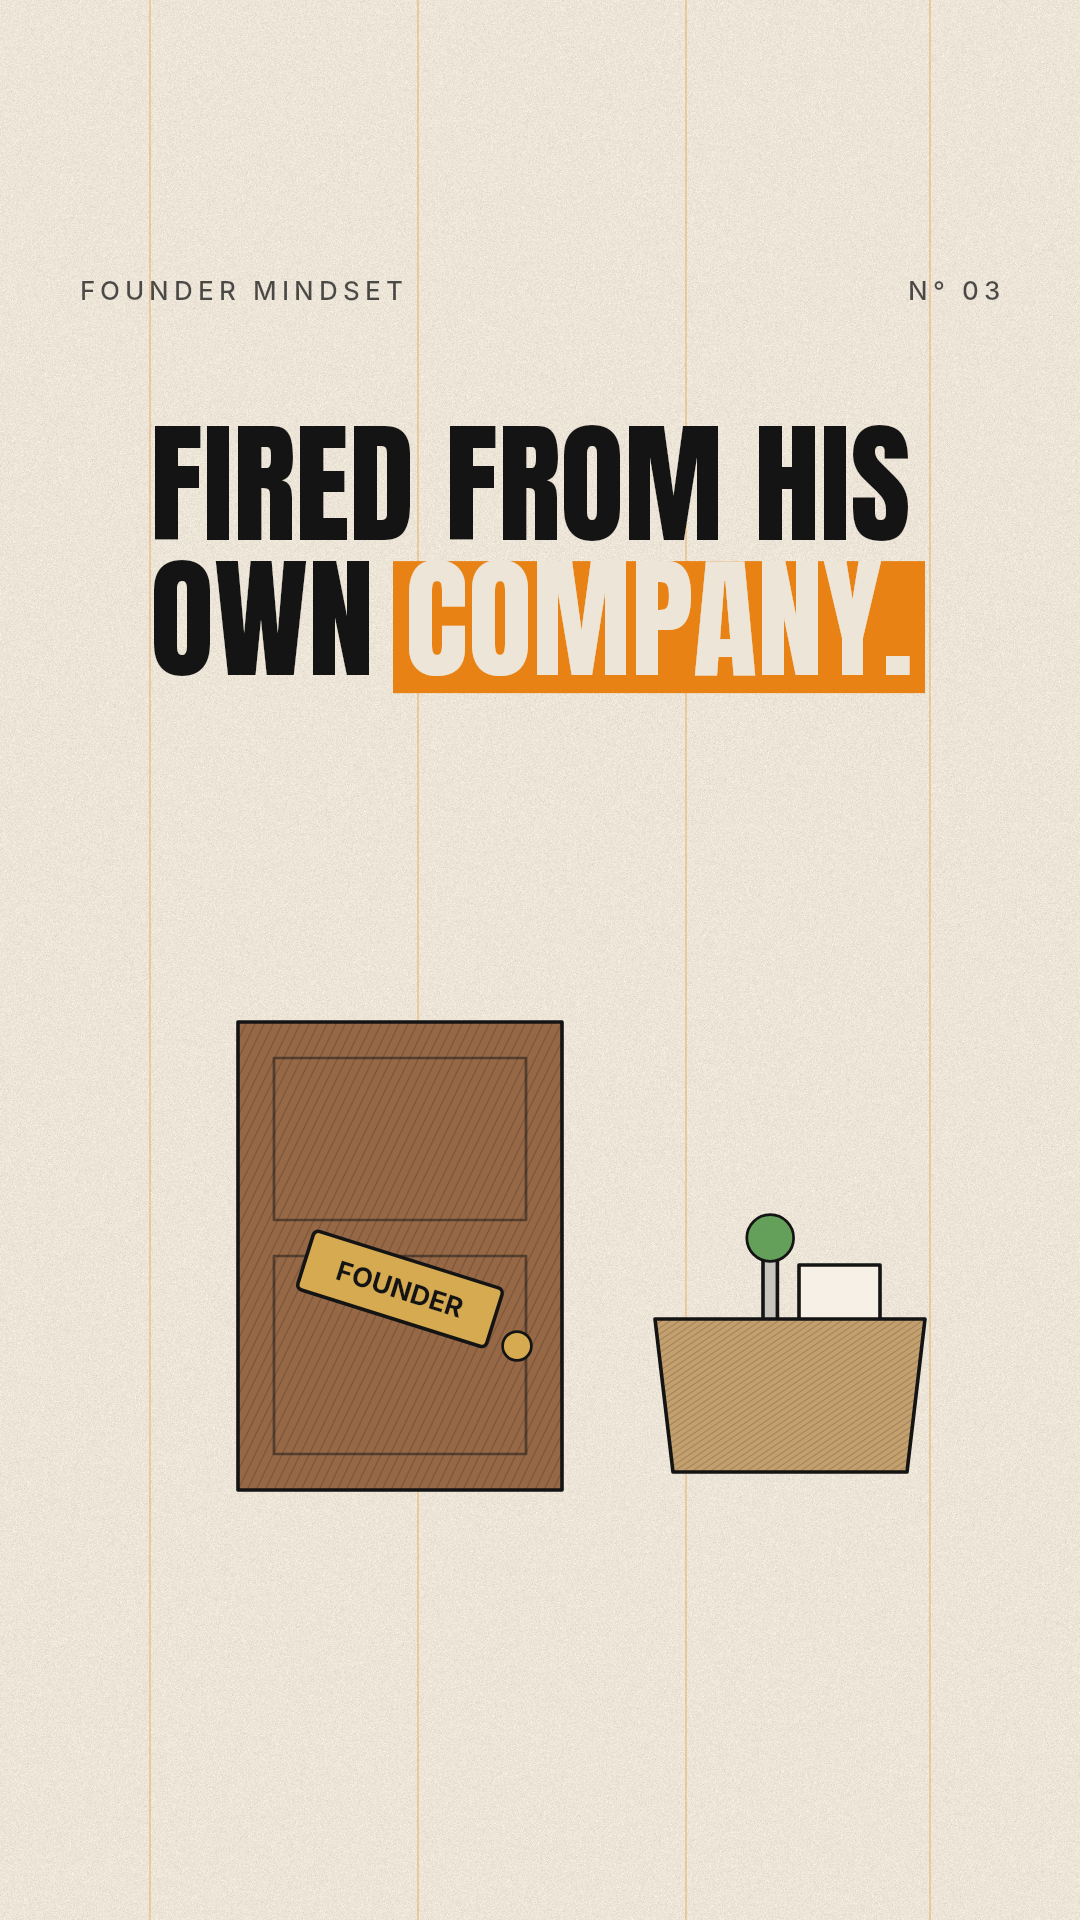 FOUNDER MINDSET
N° 03
FIRED FROM HIS
OWN COMPANY.
FOUNDER